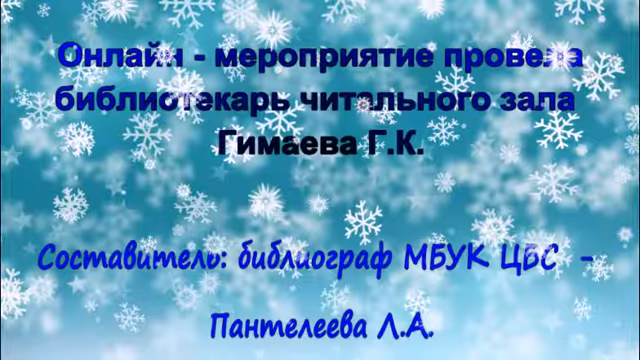 Онлайн - мероприятие провела
библиотекарь читального зала
Гимаева Г.К.
Составитель: библиограф МБУК ЦБС -
Пантелеева Л.А.